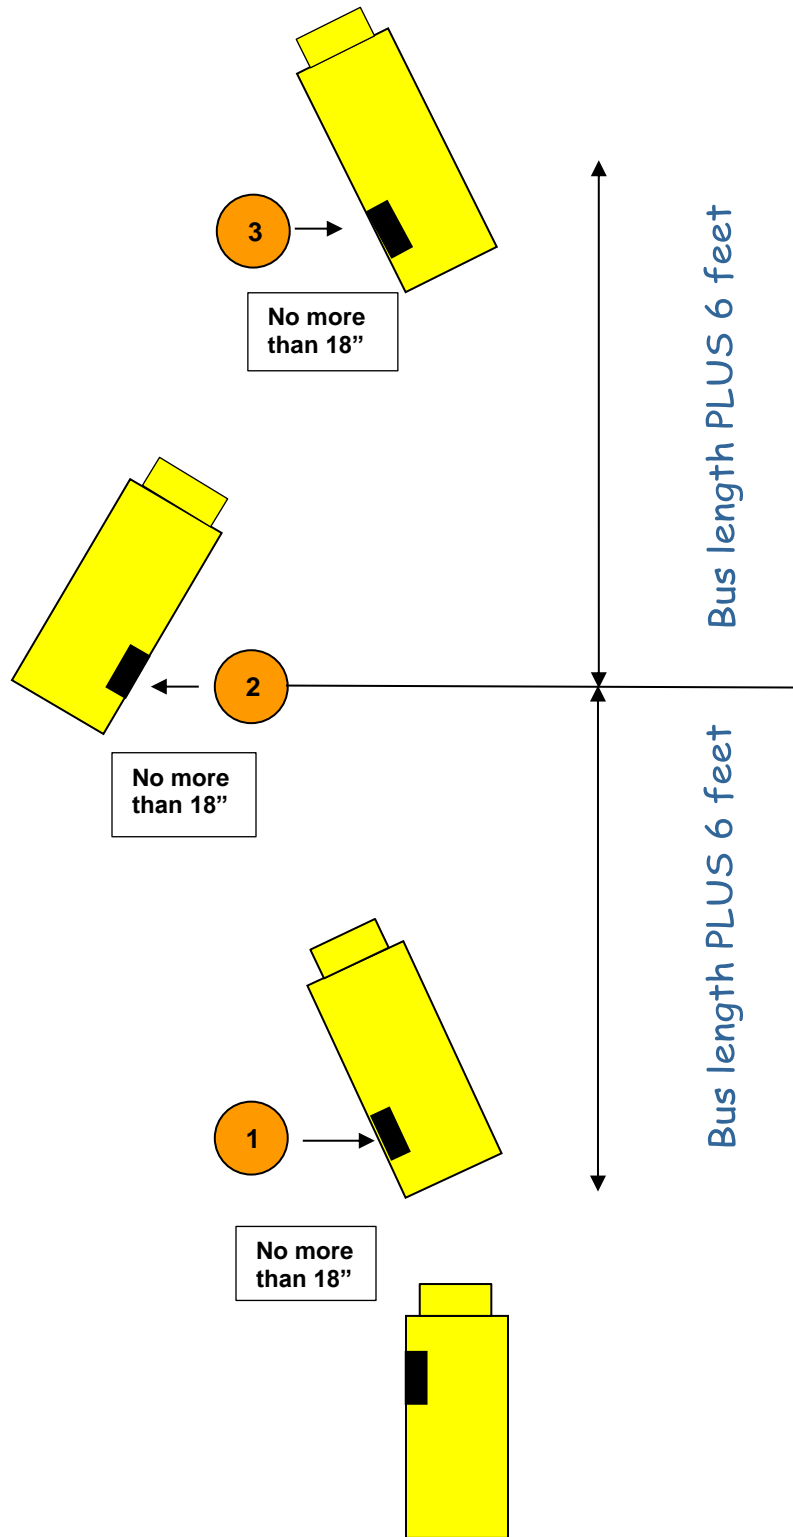 3
No more
than 18”
Bus length PLUS 6 feet
2
No more
than 18”
Bus length PLUS 6 feet
1
No more
than 18”